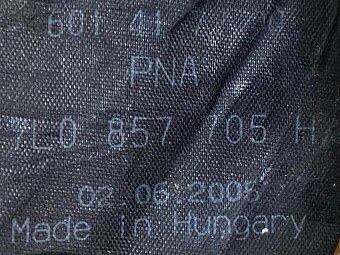 601 41
PNA
7L0 857 705 H
02.06.2005
Made in Hungary